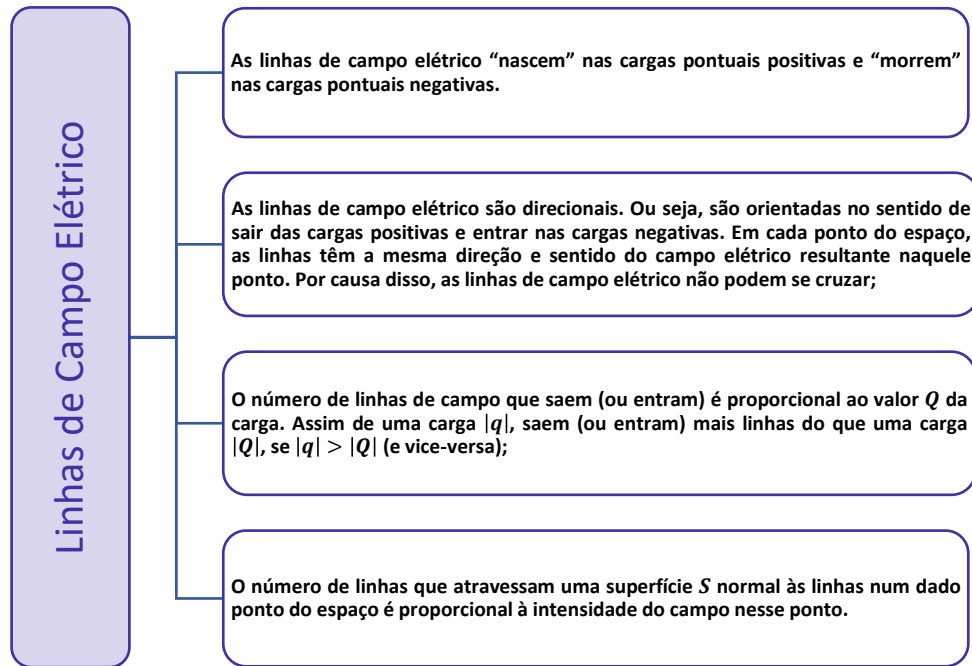 Linhas de Campo Elétrico
As linhas de campo elétrico “nascem” nas cargas pontuais positivas e “morrem”
nas cargas pontuais negativas.
As linhas de campo elétrico são direcionais. Ou seja, são orientadas no sentido de
sair das cargas positivas e entrar nas cargas negativas. Em cada ponto do espaço,
as linhas têm a mesma direção e sentido do campo elétrico resultante naquele
ponto. Por causa disso, as linhas de campo elétrico não podem se cruzar;
O número de linhas de campo que saem (ou entram) é proporcional ao valor Q da
carga. Assim de uma carga |q|, saem (ou entram) mais linhas do que uma carga
|Q|, se |q| > |Q| (e vice-versa);
O número de linhas que atravessam uma superfície S normal às linhas num dado
ponto do espaço é proporcional à intensidade do campo nesse ponto.